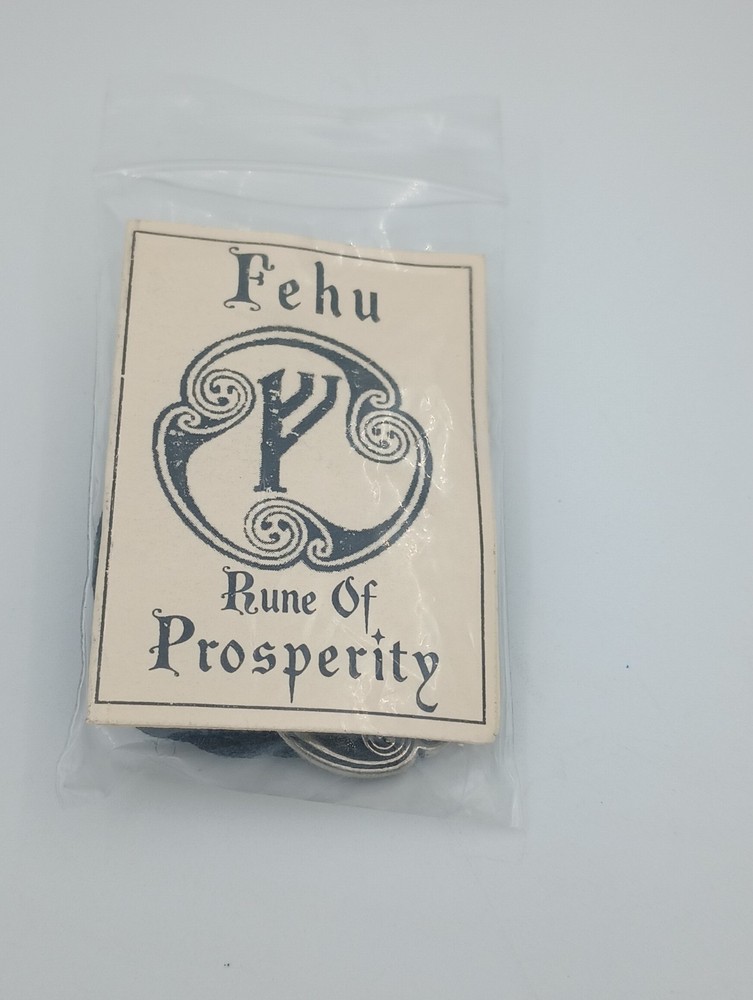 Fehu
ᚠ
Rune Of
Prosperity